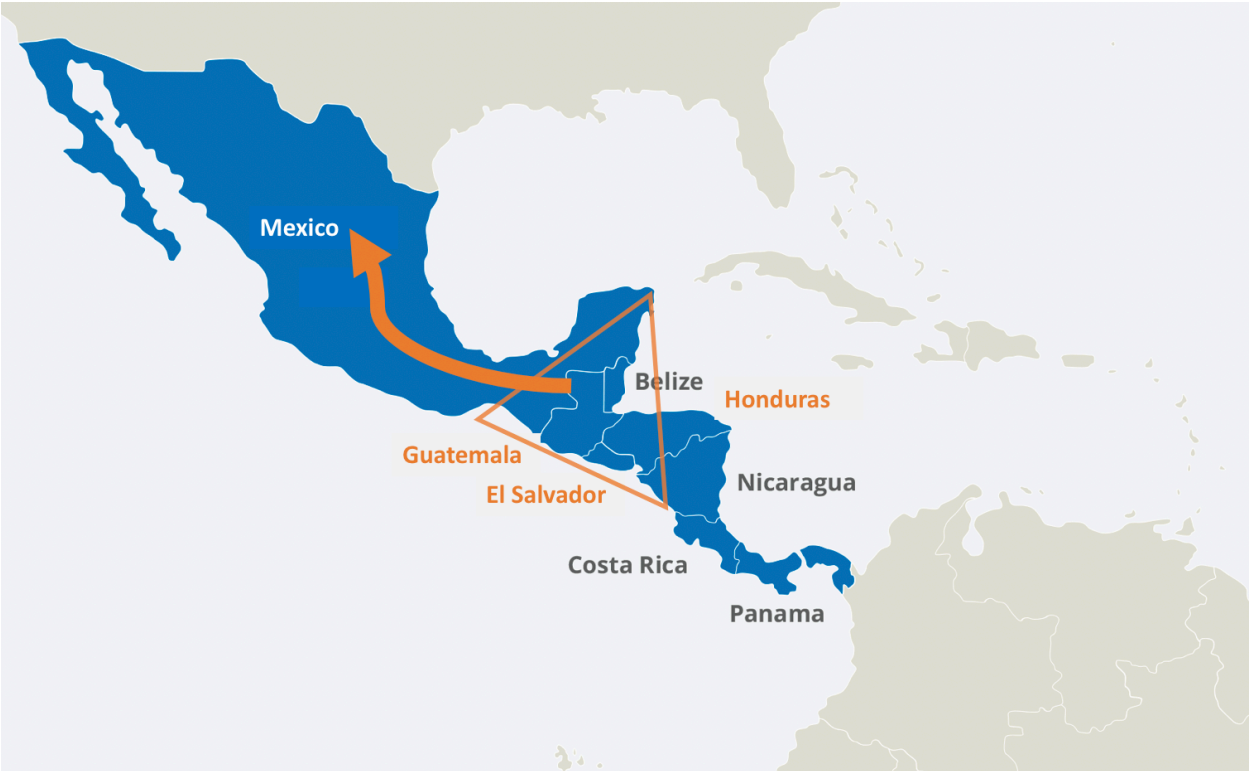 Mexico
Belize
Honduras
Guatemala
Nicaragua
El Salvador
Costa Rica
Panama